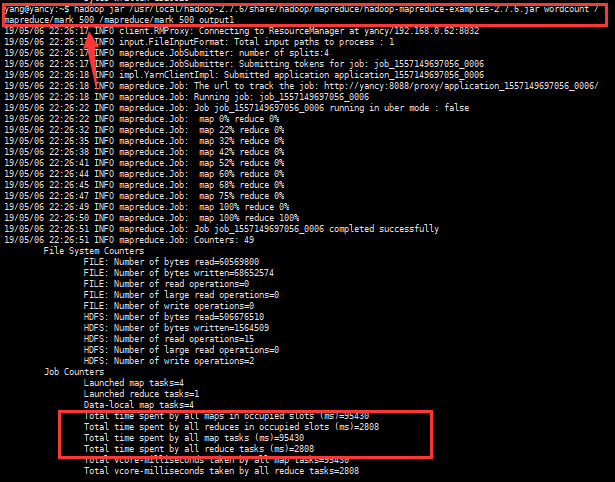 yang@yancy:~$ hadoop jar /usr/local/hadoop-2.7.6/share/hadoop/mapreduce/hadoop-mapreduce-examples-2.7.6.jar wordcount /
mapreduce/mark_500 /mapreduce/mark_500_output1
19/05/06 22:26:17 INFO client.RMProxy: Connecting to ResourceManager at yancy/192.168.0.62:8032
19/05/06 22:26:17 INFO input.FileInputFormat: Total input paths to process : 1
19/05/06 22:26:17 INFO mapreduce.JobSubmitter: number of splits:4
19/05/06 22:26:17 INFO mapreduce.JobSubmitter: Submitting tokens for job: job_1557149697056_0006
19/05/06 22:26:18 INFO impl.YarnClientImpl: Submitted application application_1557149697056_0006
19/05/06 22:26:18 INFO mapreduce.Job: The url to track the job: http://yancy:8088/proxy/application_1557149697056_0006/
19/05/06 22:26:18 INFO mapreduce.Job: Running job: job_1557149697056_0006
19/05/06 22:26:22 INFO mapreduce.Job: Job job_1557149697056_0006 running in uber mode : false
19/05/06 22:26:22 INFO mapreduce.Job:  map 0% reduce 0%
19/05/06 22:26:32 INFO mapreduce.Job:  map 22% reduce 0%
19/05/06 22:26:35 INFO mapreduce.Job:  map 32% reduce 0%
19/05/06 22:26:38 INFO mapreduce.Job:  map 42% reduce 0%
19/05/06 22:26:41 INFO mapreduce.Job:  map 52% reduce 0%
19/05/06 22:26:44 INFO mapreduce.Job:  map 60% reduce 0%
19/05/06 22:26:45 INFO mapreduce.Job:  map 68% reduce 0%
19/05/06 22:26:47 INFO mapreduce.Job:  map 75% reduce 0%
19/05/06 22:26:49 INFO mapreduce.Job:  map 100% reduce 0%
19/05/06 22:26:50 INFO mapreduce.Job:  map 100% reduce 100%
19/05/06 22:26:51 INFO mapreduce.Job: Job job_1557149697056_0006 completed successfully
19/05/06 22:26:51 INFO mapreduce.Job: Counters: 49
File System Counters
FILE: Number of bytes read=60569800
FILE: Number of bytes written=68652574
FILE: Number of read operations=0
FILE: Number of large read operations=0
FILE: Number of write operations=0
HDFS: Number of bytes read=506676510
HDFS: Number of bytes written=1564509
HDFS: Number of read operations=15
HDFS: Number of large read operations=0
HDFS: Number of write operations=2
Job Counters
Launched map tasks=4
Launched reduce tasks=1
Data-local map tasks=4
Total time spent by all maps in occupied slots (ms)=95430
Total time spent by all reduces in occupied slots (ms)=2808
Total time spent by all map tasks (ms)=95430
Total time spent by all reduce tasks (ms)=2808
Total vcore-milliseconds taken by all map tasks=95430
Total vcore-milliseconds taken by all reduce tasks=2808